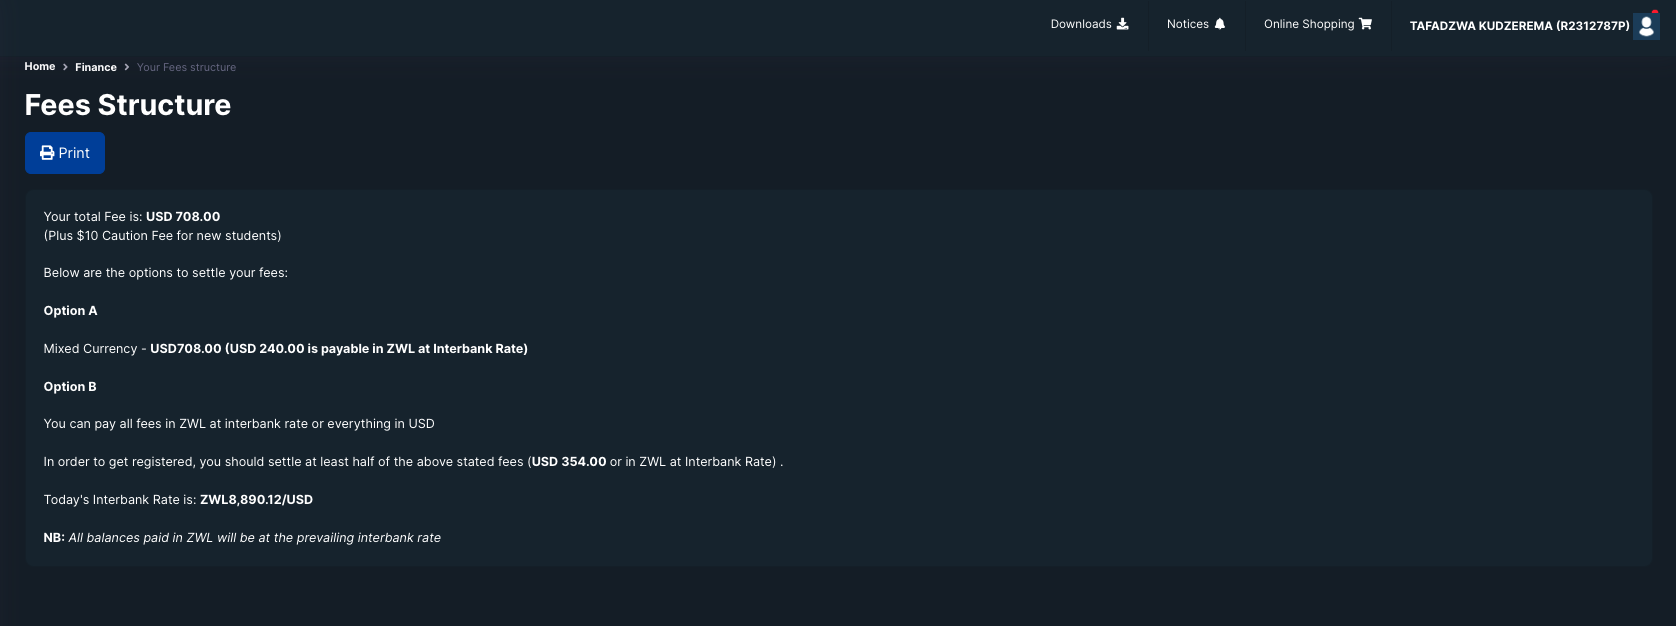 Downloads Notices Online Shopping TAFADZWA KUDZEREMA (R2312787P)
Home > Finance > Your Fees structure
Fees Structure
Print
Your total Fee is: USD 708.00
(Plus $10 Caution Fee for new students)
Below are the options to settle your fees:
Option A
Mixed Currency - USD708.00 (USD 240.00 is payable in ZWL at Interbank Rate)
Option B
You can pay all fees in ZWL at interbank rate or everything in USD
In order to get registered, you should settle at least half of the above stated fees (USD 354.00 or in ZWL at Interbank Rate) .
Today's Interbank Rate is: ZWL8,890.12/USD
NB: All balances paid in ZWL will be at the prevailing interbank rate